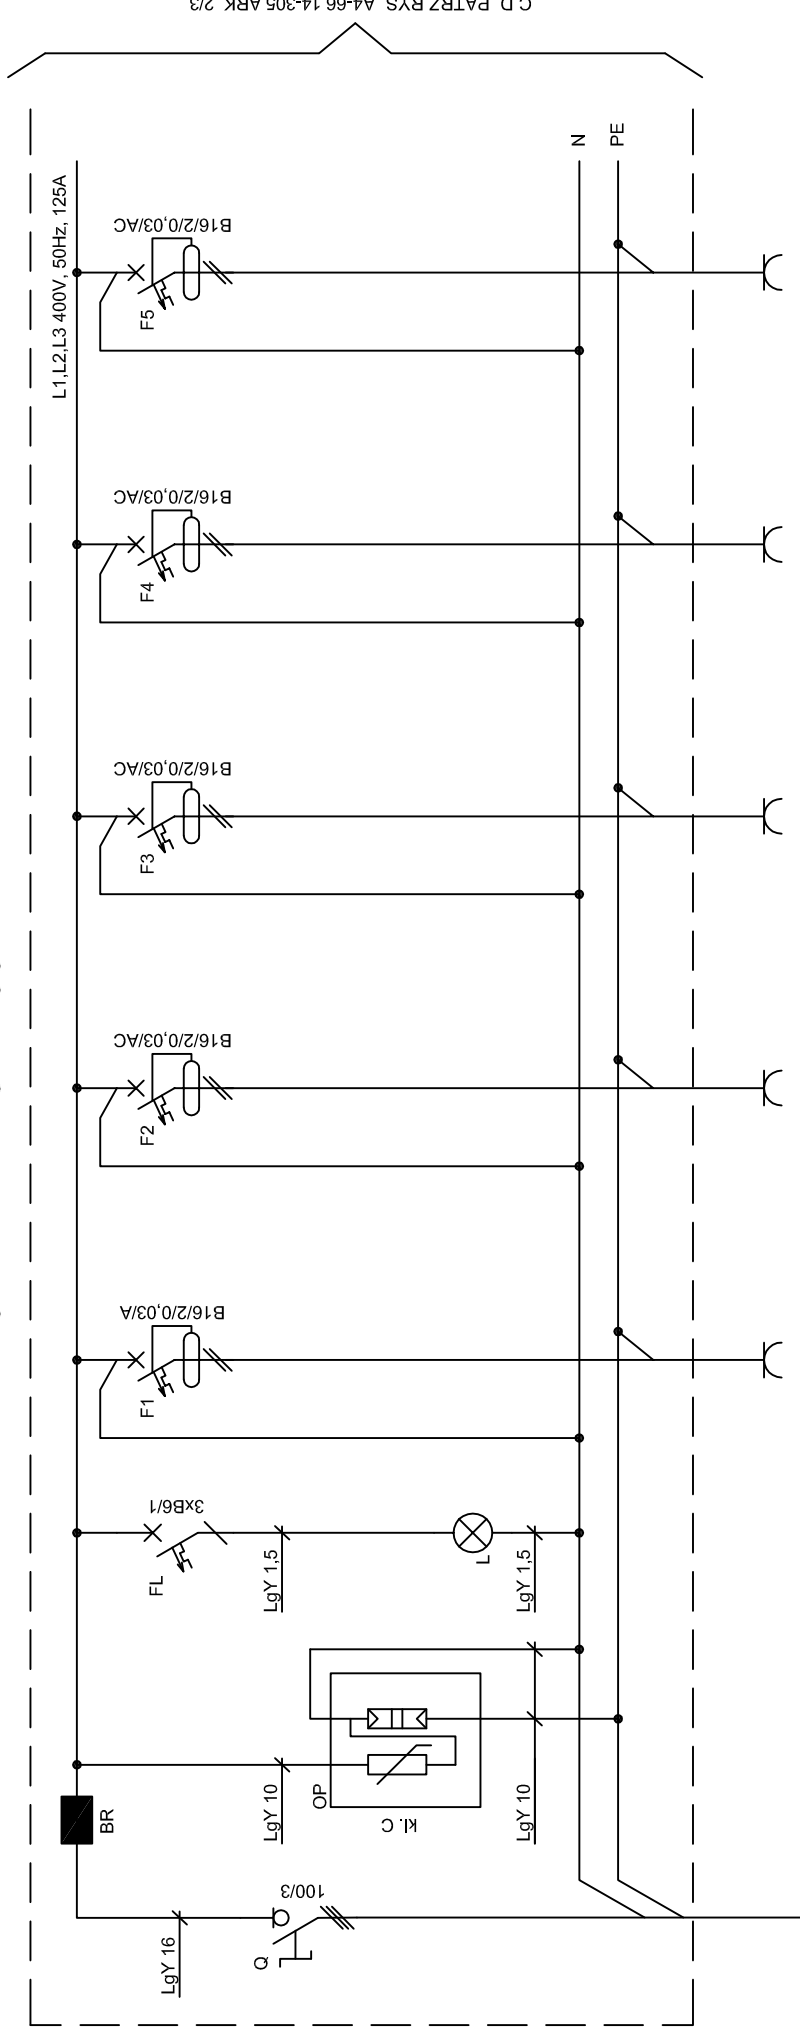 C.D. PATRZ RYS. A4-66.14-305 ARK. 2/3
L1,L2,L3 400V, 50Hz, 125A
N
PE
F5
B16/2/0,03/AC
F4
B16/2/0,03/AC
F3
B16/2/0,03/AC
F2
B16/2/0,03/AC
F1
B16/2/0,03/A
FL
3xB6/1
LgY 1,5
L
LgY 1,5
BR
LgY 10
OP
kl. C
LgY 10
LgY 16
Q
100/3